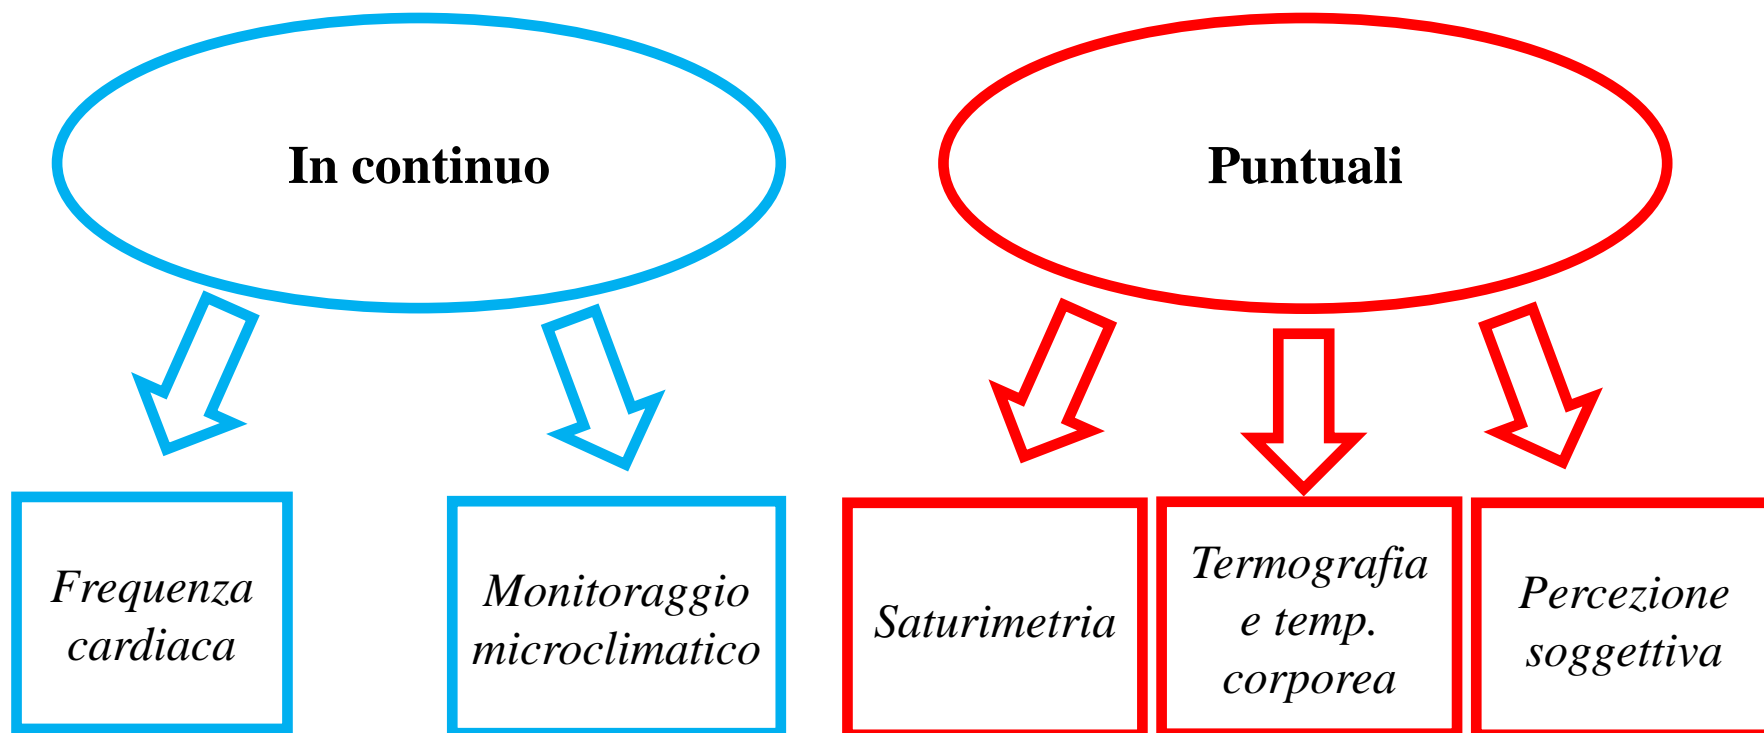 In continuo
Puntuali
Frequenza
cardiaca
Monitoraggio
microclimatico
Saturimetria
Termografia
e temp.
corporea
Percezione
soggettiva